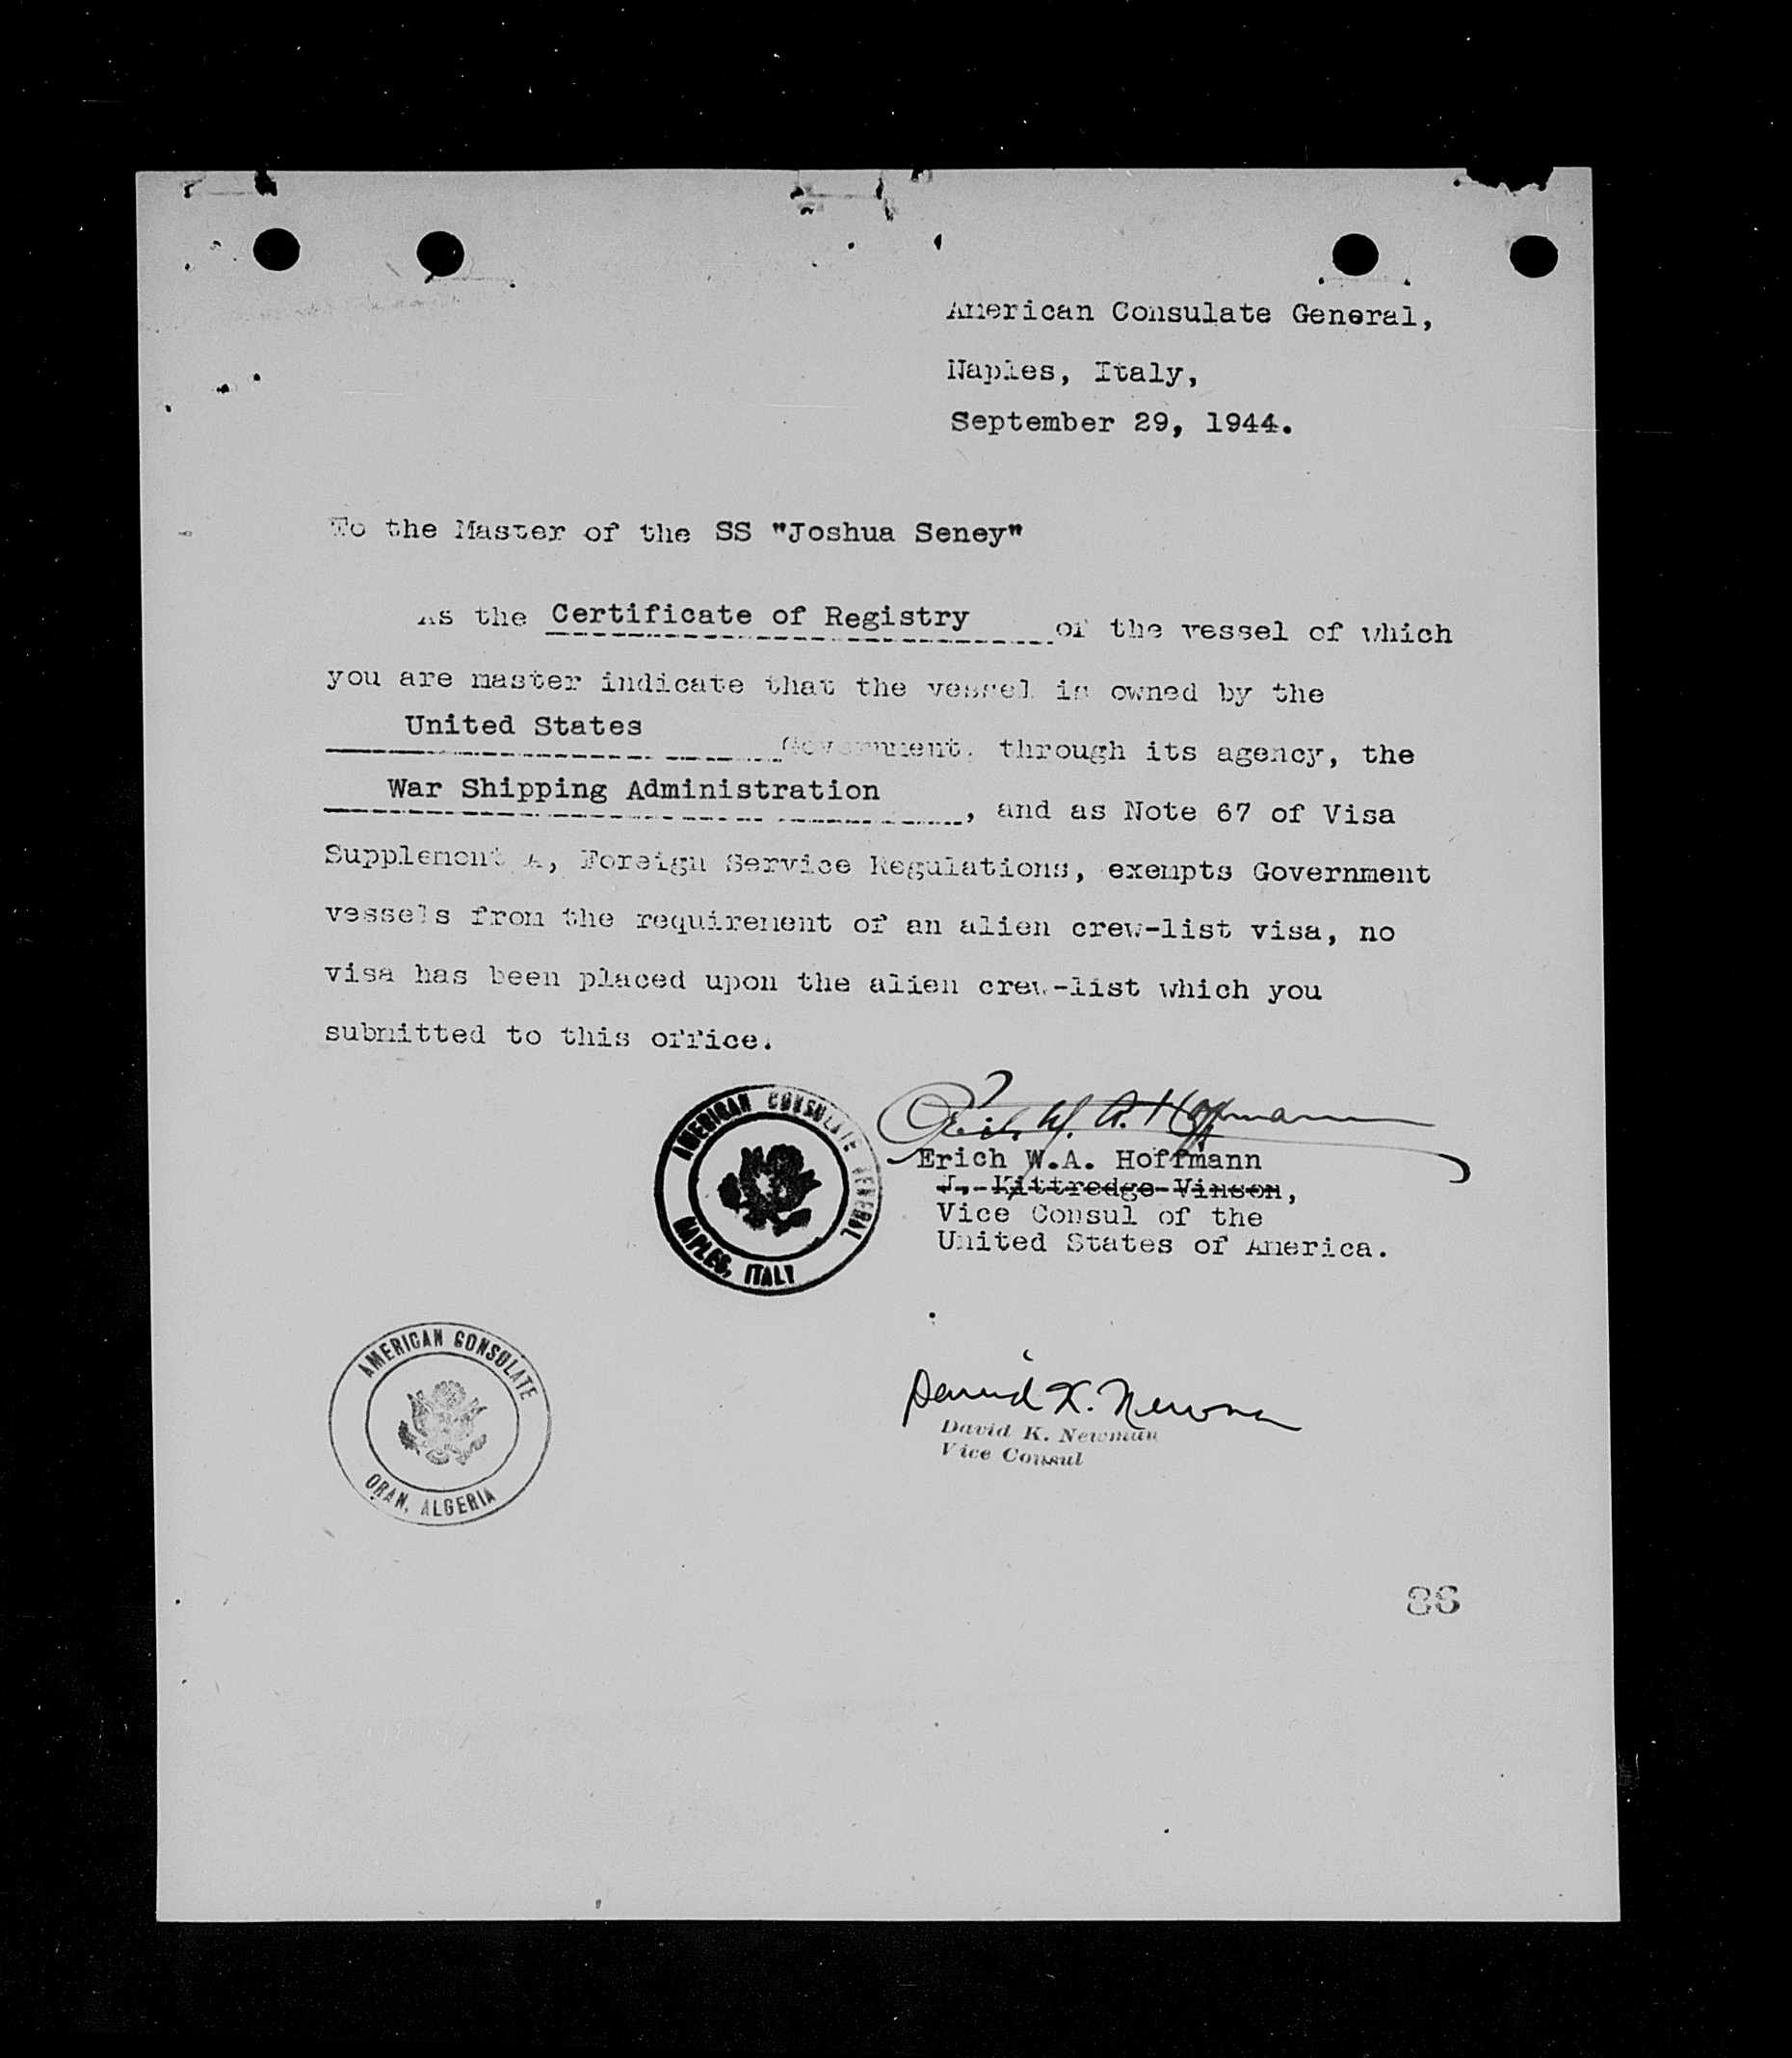 American Consulate General,
Naples, Italy,
September 29, 1944.
To the Master of the SS "Joshua Seney"
As the Certificate of Registry of the vessel of which
you are master indicate that the vessel is owned by the
United States Government, through its agency, the
War Shipping Administration, and as Note 67 of Visa
Supplement A, Foreign Service Regulations, exempts Government
vessels from the requirement of an alien crew-list visa, no
visa has been placed upon the alien crew-list which you
submitted to this office.
AMERICAN CONSULATE GENERAL
NAPLES, ITALY
Erich W. A. Hoffmann
Erich W.A. Hoffmann
J. Kittredge Vinson,
Vice Consul of the
United States of America.
AMERICAN CONSULATE
ORAN, ALGERIA
David K. Newman
David K. Newman
Vice Consul
86